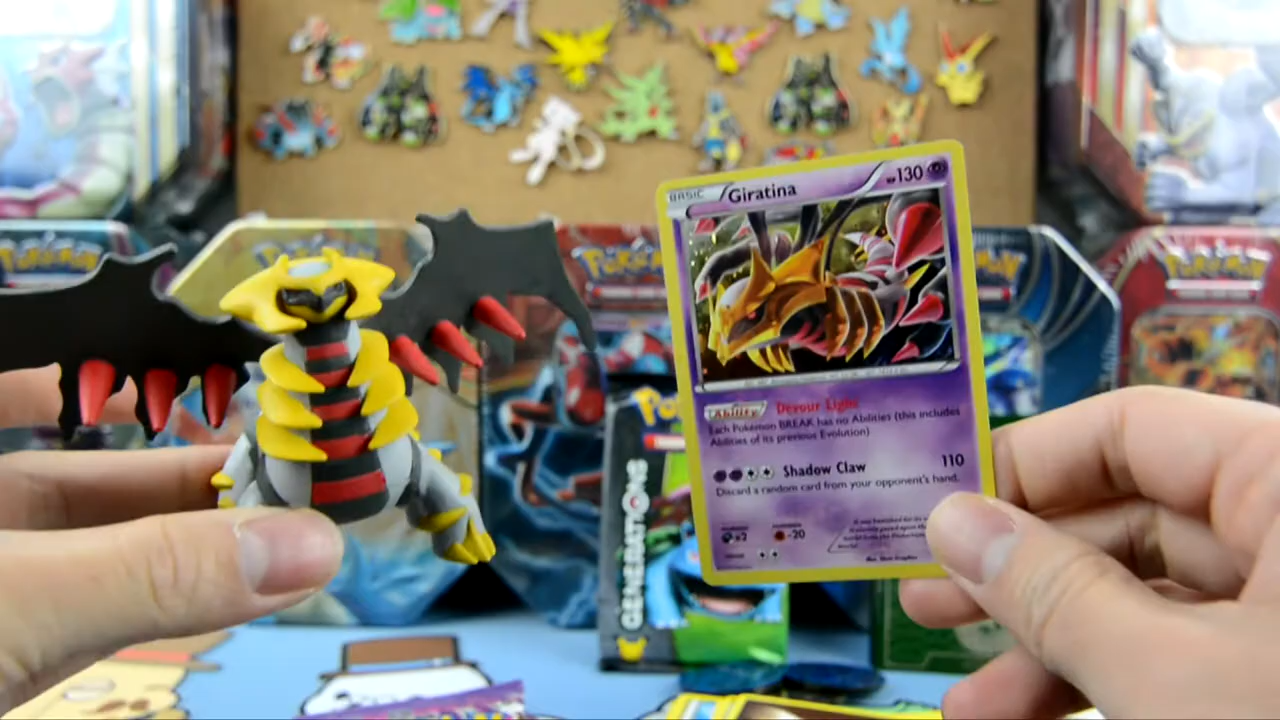 Pokémon
Pokémon
Pokémon
Pokémon
BASIC
Giratina
HP130
Ability
Devour Light
Each Pokémon BREAK has no Abilities (this includes
Abilities of its previous Evolution)
Shadow Claw
110
Discard a random card from your opponent's hand.
x2
-20
GENERATIONS